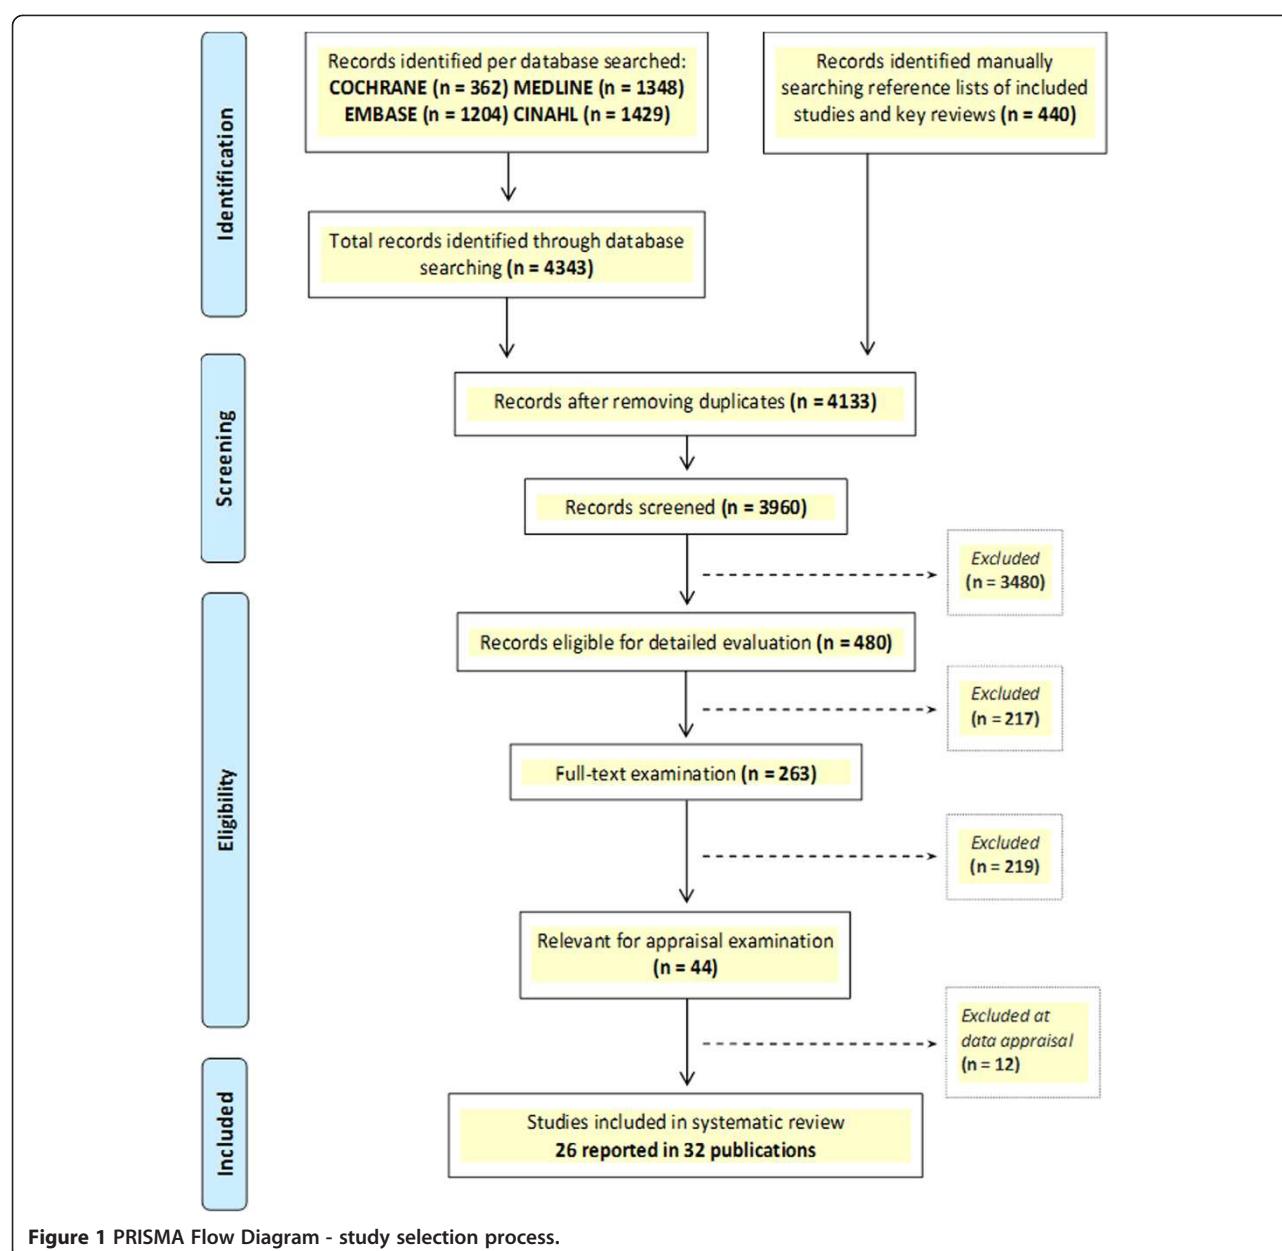 Identification
Records identified per database searched:
COCHRANE (n = 362) MEDLINE (n = 1348)
EMBASE (n = 1204) CINAHL (n = 1429)
Records identified manually
searching reference lists of included
studies and key reviews (n = 440)
Total records identified through database
searching (n = 4343)
Screening
Records after removing duplicates (n = 4133)
Records screened (n = 3960)
Excluded
(n = 3480)
Eligibility
Records eligible for detailed evaluation (n = 480)
Excluded
(n = 217)
Full-text examination (n = 263)
Excluded
(n = 219)
Relevant for appraisal examination
(n = 44)
Excluded at
data appraisal
(n = 12)
Included
Studies included in systematic review
26 reported in 32 publications
Figure 1 PRISMA Flow Diagram - study selection process.